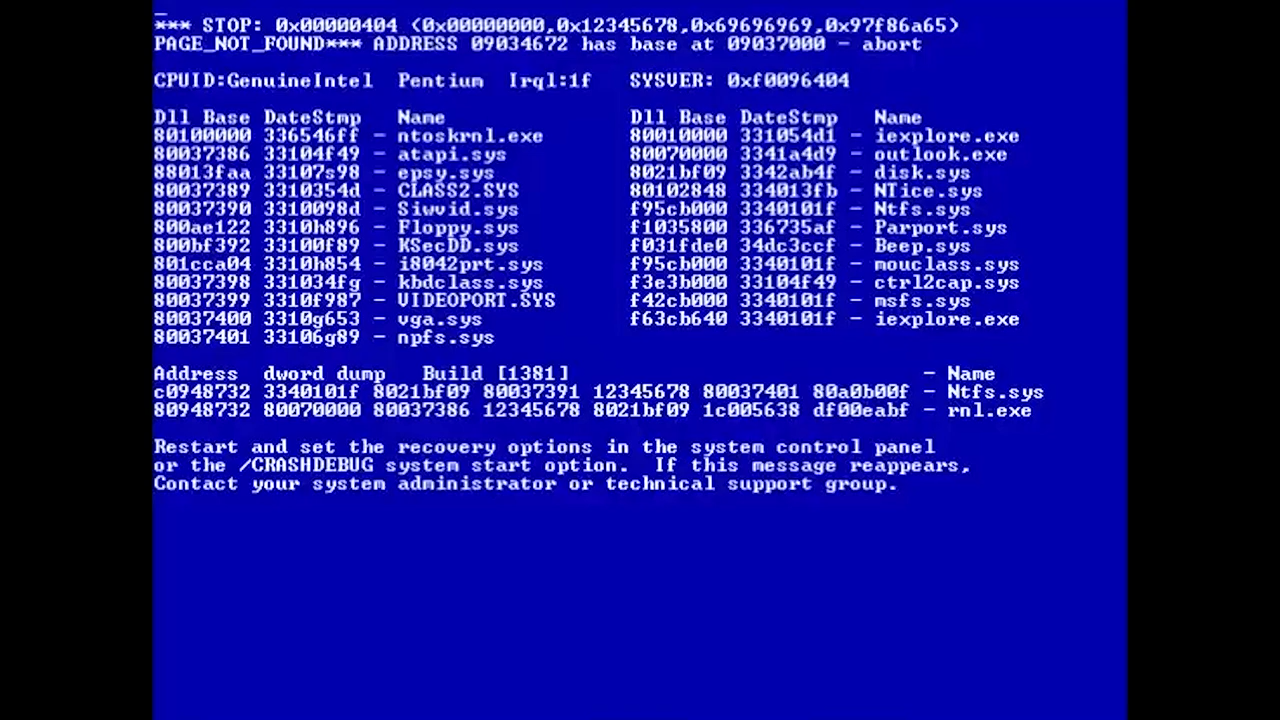 *** STOP: 0x00000404 (0x00000000,0x12345678,0x69696969,0x97f86a65)
PAGE_NOT_FOUND*** ADDRESS 09034672 has base at 09037000 - abort
CPUID:GenuineIntel Pentium Irql:1f SYSVER: 0xf0096404
Dll Base DateStmp Name Dll Base DateStmp Name
80100000 336546ff - ntoskrnl.exe 80010000 331054d1 - iexplore.exe
80037386 33104f49 - atapi.sys 80070000 3341a4d9 - outlook.exe
88013faa 33107s98 - epsy.sys 8021bf09 3342ab4f - disk.sys
80037389 3310354d - CLASS2.SYS 80102848 334013fb - NTice.sys
80037390 3310098d - Siwvid.sys f95cb000 3340101f - Ntfs.sys
800ae122 3310h896 - Floppy.sys f1035800 336735af - Parport.sys
800bf392 33100f89 - KSecDD.sys f031fde0 34dc3ccf - Beep.sys
801cca04 3310h854 - i8042prt.sys f95cb000 3340101f - mouclass.sys
80037398 331034fg - kbdclass.sys f3e3b000 33104f49 - ctrl2cap.sys
80037399 3310f987 - VIDEOPORT.SYS f42cb000 3340101f - msfs.sys
80037400 3310g653 - vga.sys f63cb640 3340101f - iexplore.exe
80037401 33106g89 - npfs.sys
Address dword dump Build [1381] - Name
c0948732 3340101f 8021bf09 80037391 12345678 80037401 80a0b00f - Ntfs.sys
80948732 80070000 80037386 12345678 8021bf09 1c005638 df00eabf - rnl.exe
Restart and set the recovery options in the system control panel
or the /CRASHDEBUG system start option. If this message reappears,
Contact your system administrator or technical support group.